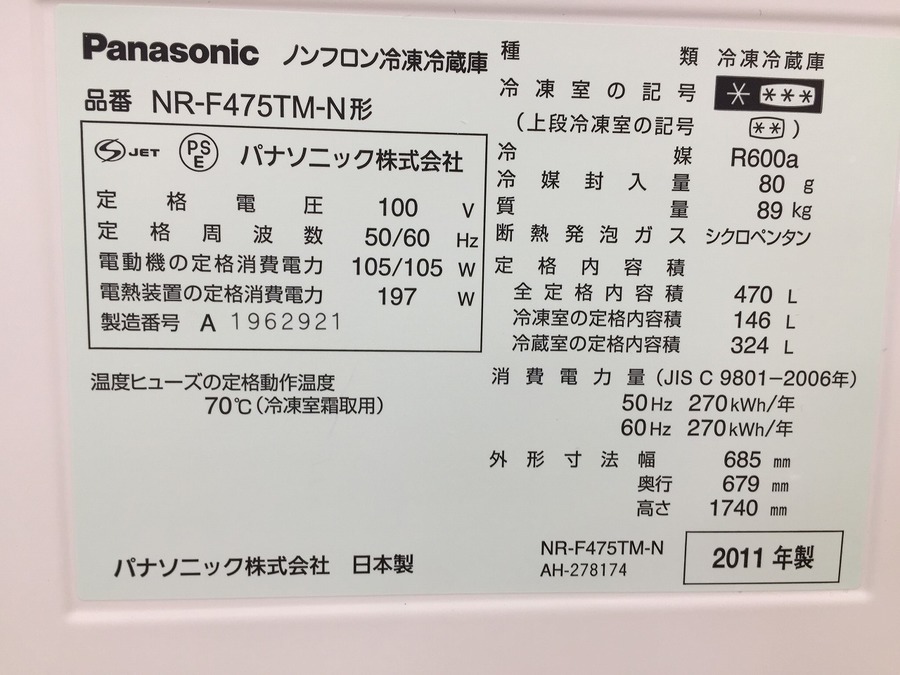 Panasonic ノンフロン冷凍冷蔵庫
品番 NR-F475TM-N形
JET PSE パナソニック株式会社
定格電圧 100 V
定格周波数 50/60 Hz
電動機の定格消費電力 105/105 W
電熱装置の定格消費電力 197 W
製造番号 A 1962921
温度ヒューズの定格動作温度
70℃(冷凍室霜取用)
パナソニック株式会社 日本製
種類 冷凍冷蔵庫
冷凍室の記号 * ***
(上段冷凍室の記号 **)
冷媒 R600a
冷媒封入量 80 g
質量 89 kg
断熱発泡ガス シクロペンタン
定格内容積
全定格内容積 470 L
冷凍室の定格内容積 146 L
冷蔵室の定格内容積 324 L
消費電力量(JIS C 9801-2006年)
50Hz 270kWh/年
60Hz 270kWh/年
外形寸法幅 685 mm
奥行 679 mm
高さ 1740 mm
NR-F475TM-N
AH-278174
2011年製